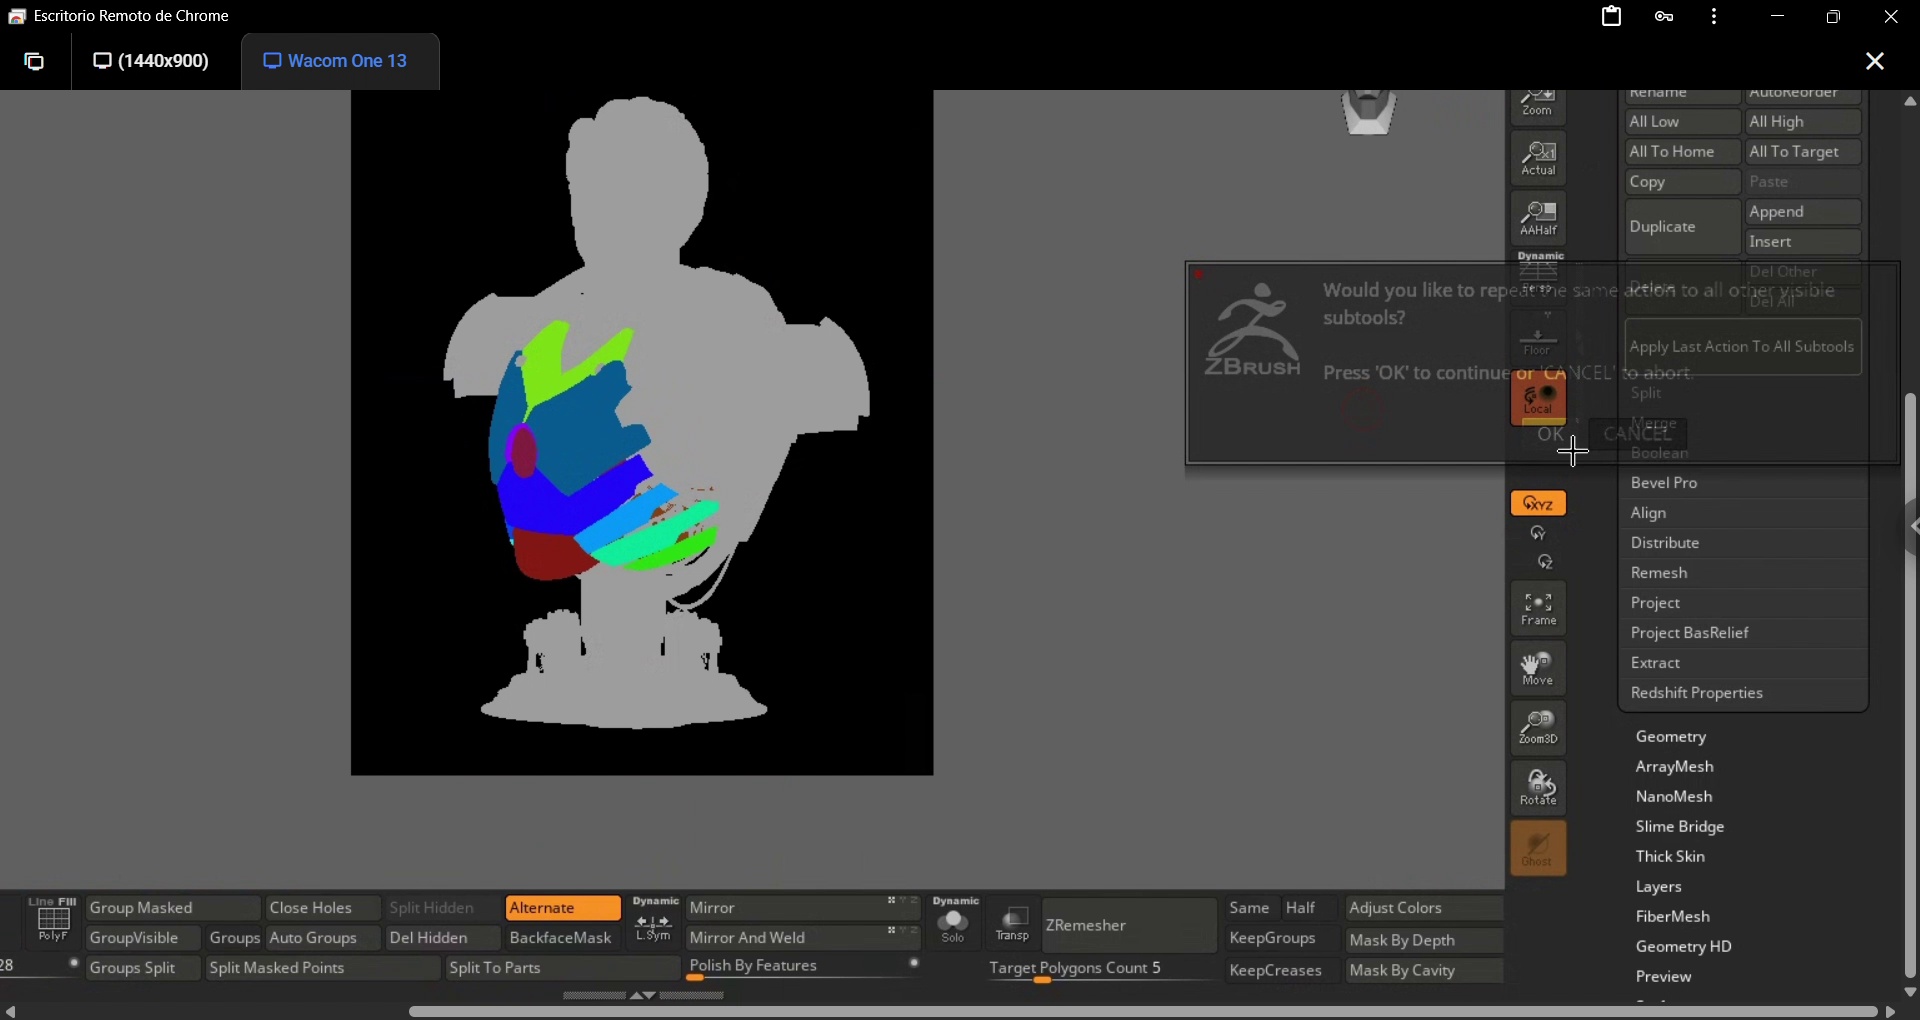 Escritorio Remoto de Chrome
(1440x900)
Wacom One 13
Zoom
Rename
AutoReorder
All Low
All High
Actual
All To Home
All To Target
Copy
Paste
AAHalf
Duplicate
Append
Insert
Dynamic
Persp
Del Other
Delete
Del All
Would you like to repeat the same action to all other visible
subtools?
ZBRUSH
Press 'OK' to continue or 'CANCEL' to abort.
Floor
Apply Last Action To All Subtools
Local
Split
Merge
OK
CANCEL
Boolean
Bevel Pro
XYZ
Align
Y
Distribute
Z
Remesh
Frame
Project
Project BasRelief
Move
Extract
Redshift Properties
Zoom3D
Geometry
ArrayMesh
Rotate
NanoMesh
Slime Bridge
Ghost
Thick Skin
Layers
FiberMesh
Geometry HD
Preview
Line Fill
PolyF
Group Masked
Close Holes
Split Hidden
Alternate
Dynamic
L.Sym
Mirror
Dynamic
Solo
Transp
ZRemesher
Same
Half
Adjust Colors
GroupVisible
Groups
Auto Groups
Del Hidden
BackfaceMask
Mirror And Weld
KeepGroups
Mask By Depth
28
Groups Split
Split Masked Points
Split To Parts
Polish By Features
Target Polygons Count 5
KeepCreases
Mask By Cavity